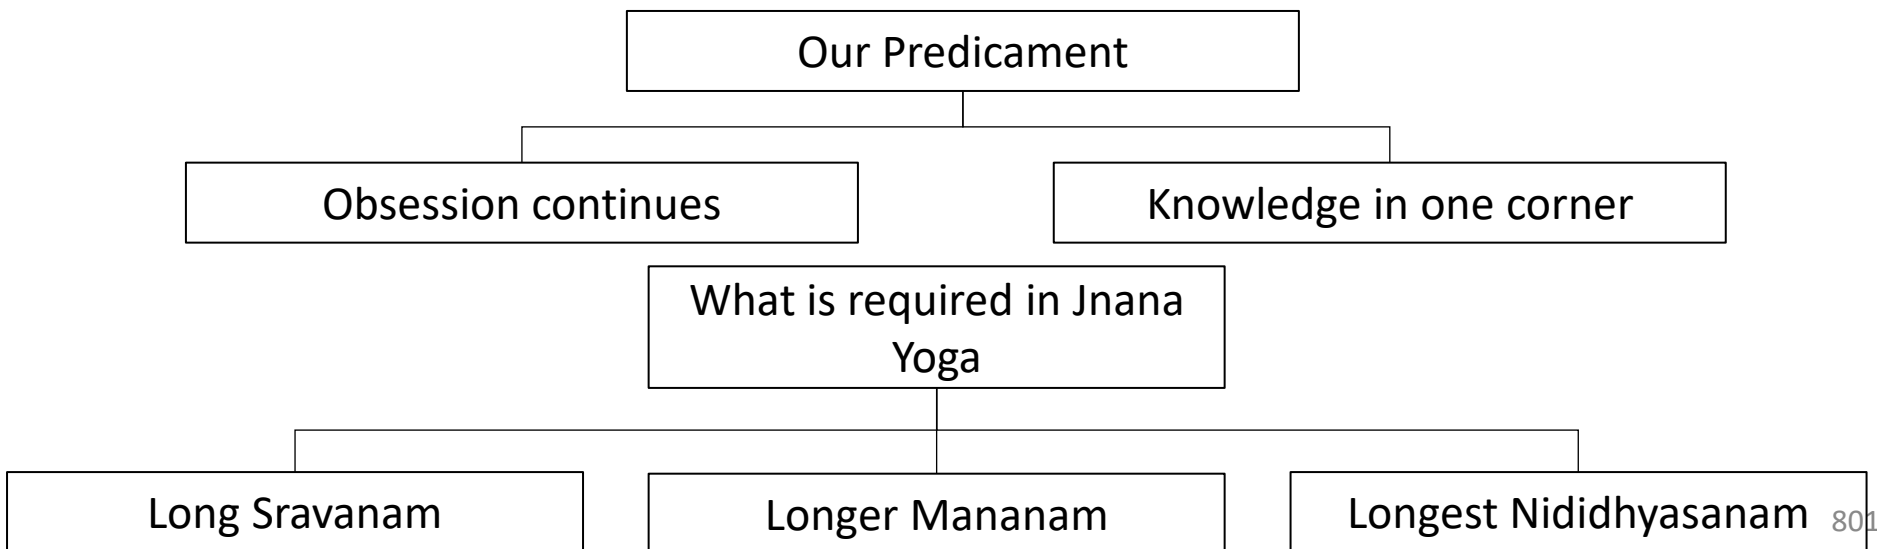 Our Predicament
Obsession continues
Knowledge in one corner
What is required in Jnana
Yoga
Long Sravanam
Longer Mananam
Longest Nididhyasanam
801